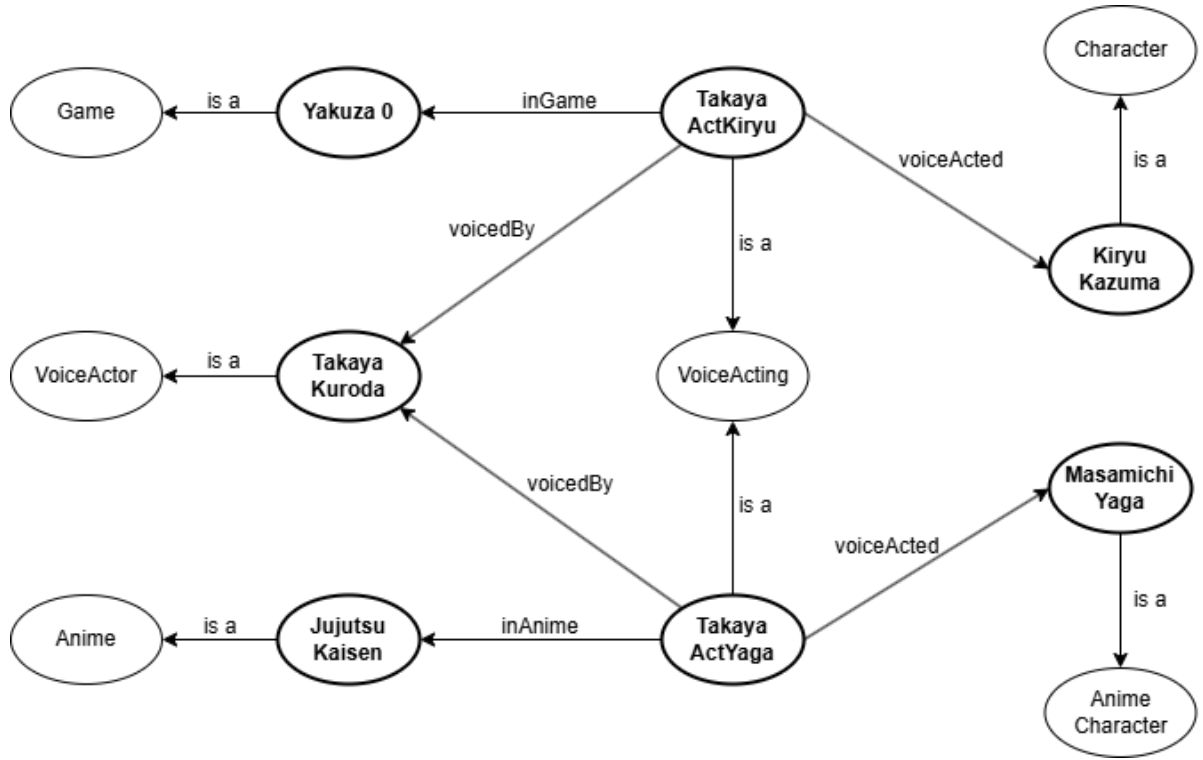 Character
Game
is a
Yakuza 0
inGame
Takaya
ActKiryu
voiceActed
is a
voicedBy
is a
Kiryu
Kazuma
VoiceActor
is a
Takaya
Kuroda
VoiceActing
voicedBy
is a
Masamichi
Yaga
voiceActed
is a
Anime
is a
Jujutsu
Kaisen
inAnime
Takaya
ActYaga
Anime
Character